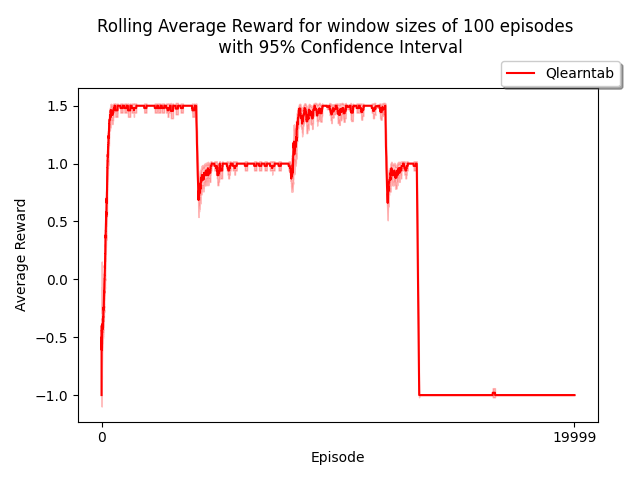 Rolling Average Reward for window sizes of 100 episodes
with 95% Confidence Interval
Qlearntab
1.5
1.0
0.5
0.0
−0.5
−1.0
Average Reward
0
19999
Episode